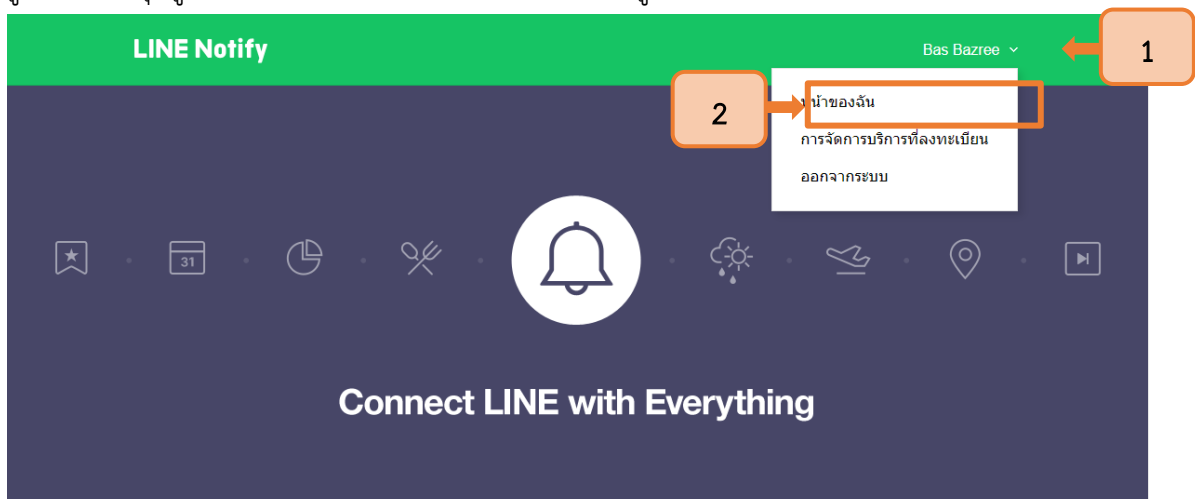 LINE Notify
Bas Bazree
1
2
หน้าของฉัน
การจัดการบริการที่ลงทะเบียน
ออกจากระบบ
31
Connect LINE with Everything